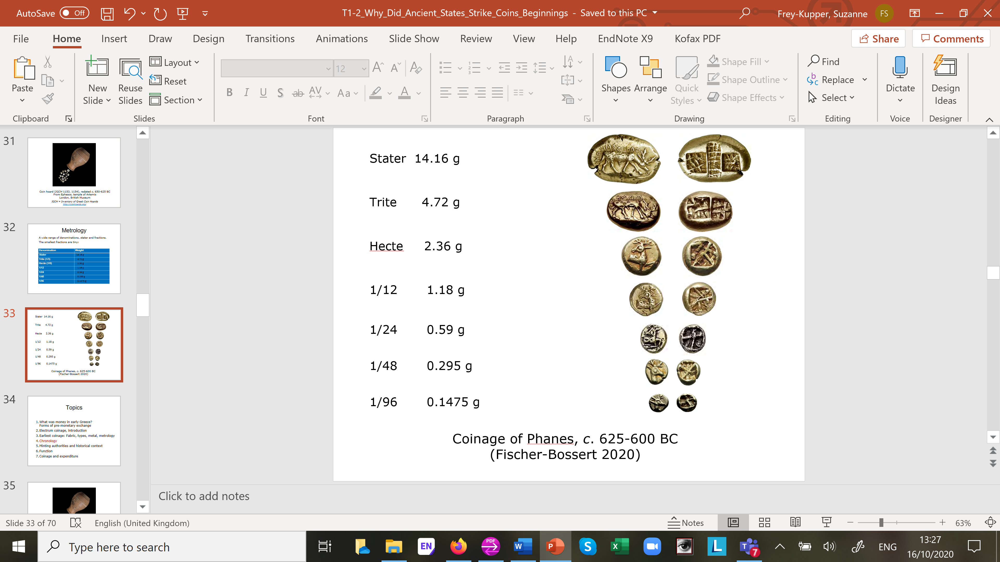 AutoSave Off
T1-2_Why_Did_Ancient_States_Strike_Coins_Beginnings - Saved to this PC
Frey-Kupper, Suzanne FS
File Home Insert Draw Design Transitions Animations Slide Show Review View Help EndNote X9 Kofax PDF Share Comments
Paste
New Slide
Reuse Slides
Layout
Reset
Section
12
Shapes
Arrange
Quick Styles
Shape Fill
Shape Outline
Shape Effects
Find
Replace
Select
Dictate
Design Ideas
Clipboard Slides Font Paragraph Drawing Editing Voice Designer
31
Coin hoard (IGCH 1153, 1154), redated c. 650-625 BC
From Ephesos, temple of Artemis
London, British Museum
IGCH = Inventory of Greek Coin Hoards
http://coinhoards.org/
32
Metrology
A wide range of denominations, stater and fractions.
The smallest fractions are tiny:
Denomination Weight
Stater 14.16 g
Trite (1/3) 4.72 g
Hecte (1/6) 2.36 g
1/12 1.18 g
1/24 0.59 g
1/48 0.295 g
1/96 0.1475 g
33
Stater 14.16 g
Trite 4.72 g
Hecte 2.36 g
1/12 1.18 g
1/24 0.59 g
1/48 0.295 g
1/96 0.1475 g
Coinage of Phanes, c. 625-600 BC
(Fischer-Bossert 2020)
34
Topics
1. What was money in early Greece?
Forms of pre-monetary exchange
2. Electrum coinage, introduction
3. Earliest coinage: Fabric, types, metal, metrology
4. Chronology
5. Minting authorities and historical context
6. Function
7. Coinage and expenditure
35
Stater 14.16 g
Trite 4.72 g
Hecte 2.36 g
1/12 1.18 g
1/24 0.59 g
1/48 0.295 g
1/96 0.1475 g
Coinage of Phanes, c. 625-600 BC
(Fischer-Bossert 2020)
Click to add notes
Slide 33 of 70 English (United Kingdom) Notes 63%
Type here to search
EN
PDF
W
P
S
X
L
T
7
ENG
13:27
16/10/2020